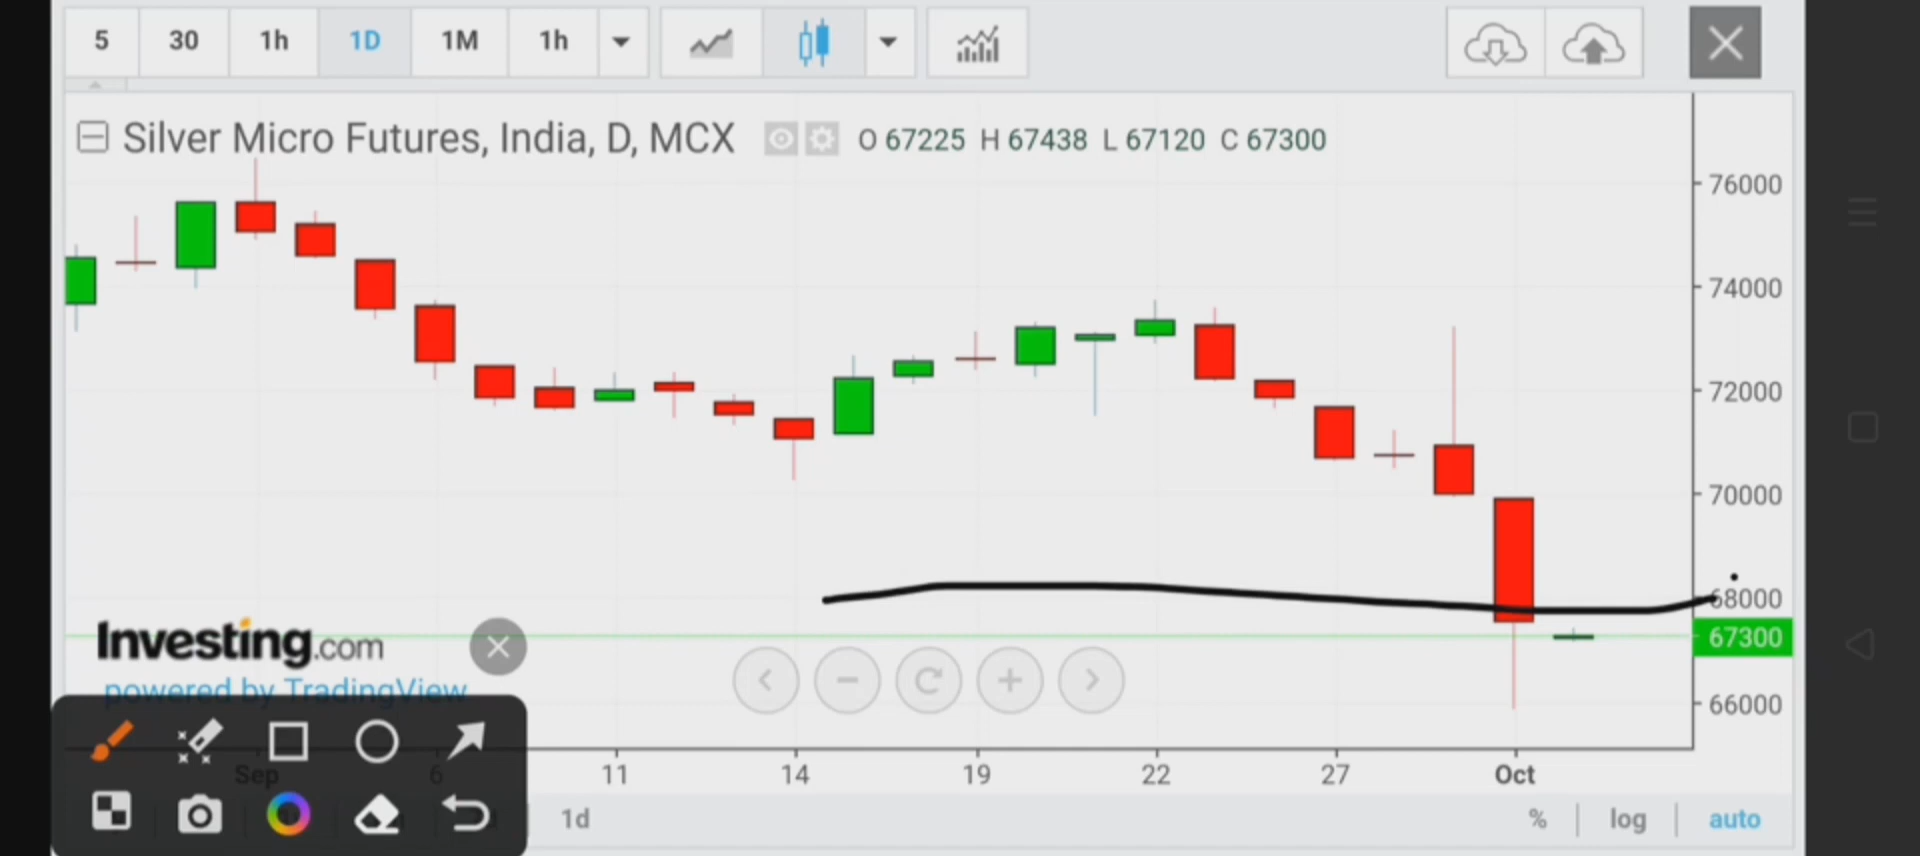 5 30 1h 1D 1M 1h
Silver Micro Futures, India, D, MCX O 67225 H 67438 L 67120 C 67300
76000
74000
72000
70000
68000
67300
66000
Investing.com
powered by TradingView
Sep 6 11 14 19 22 27 Oct
1d % log auto